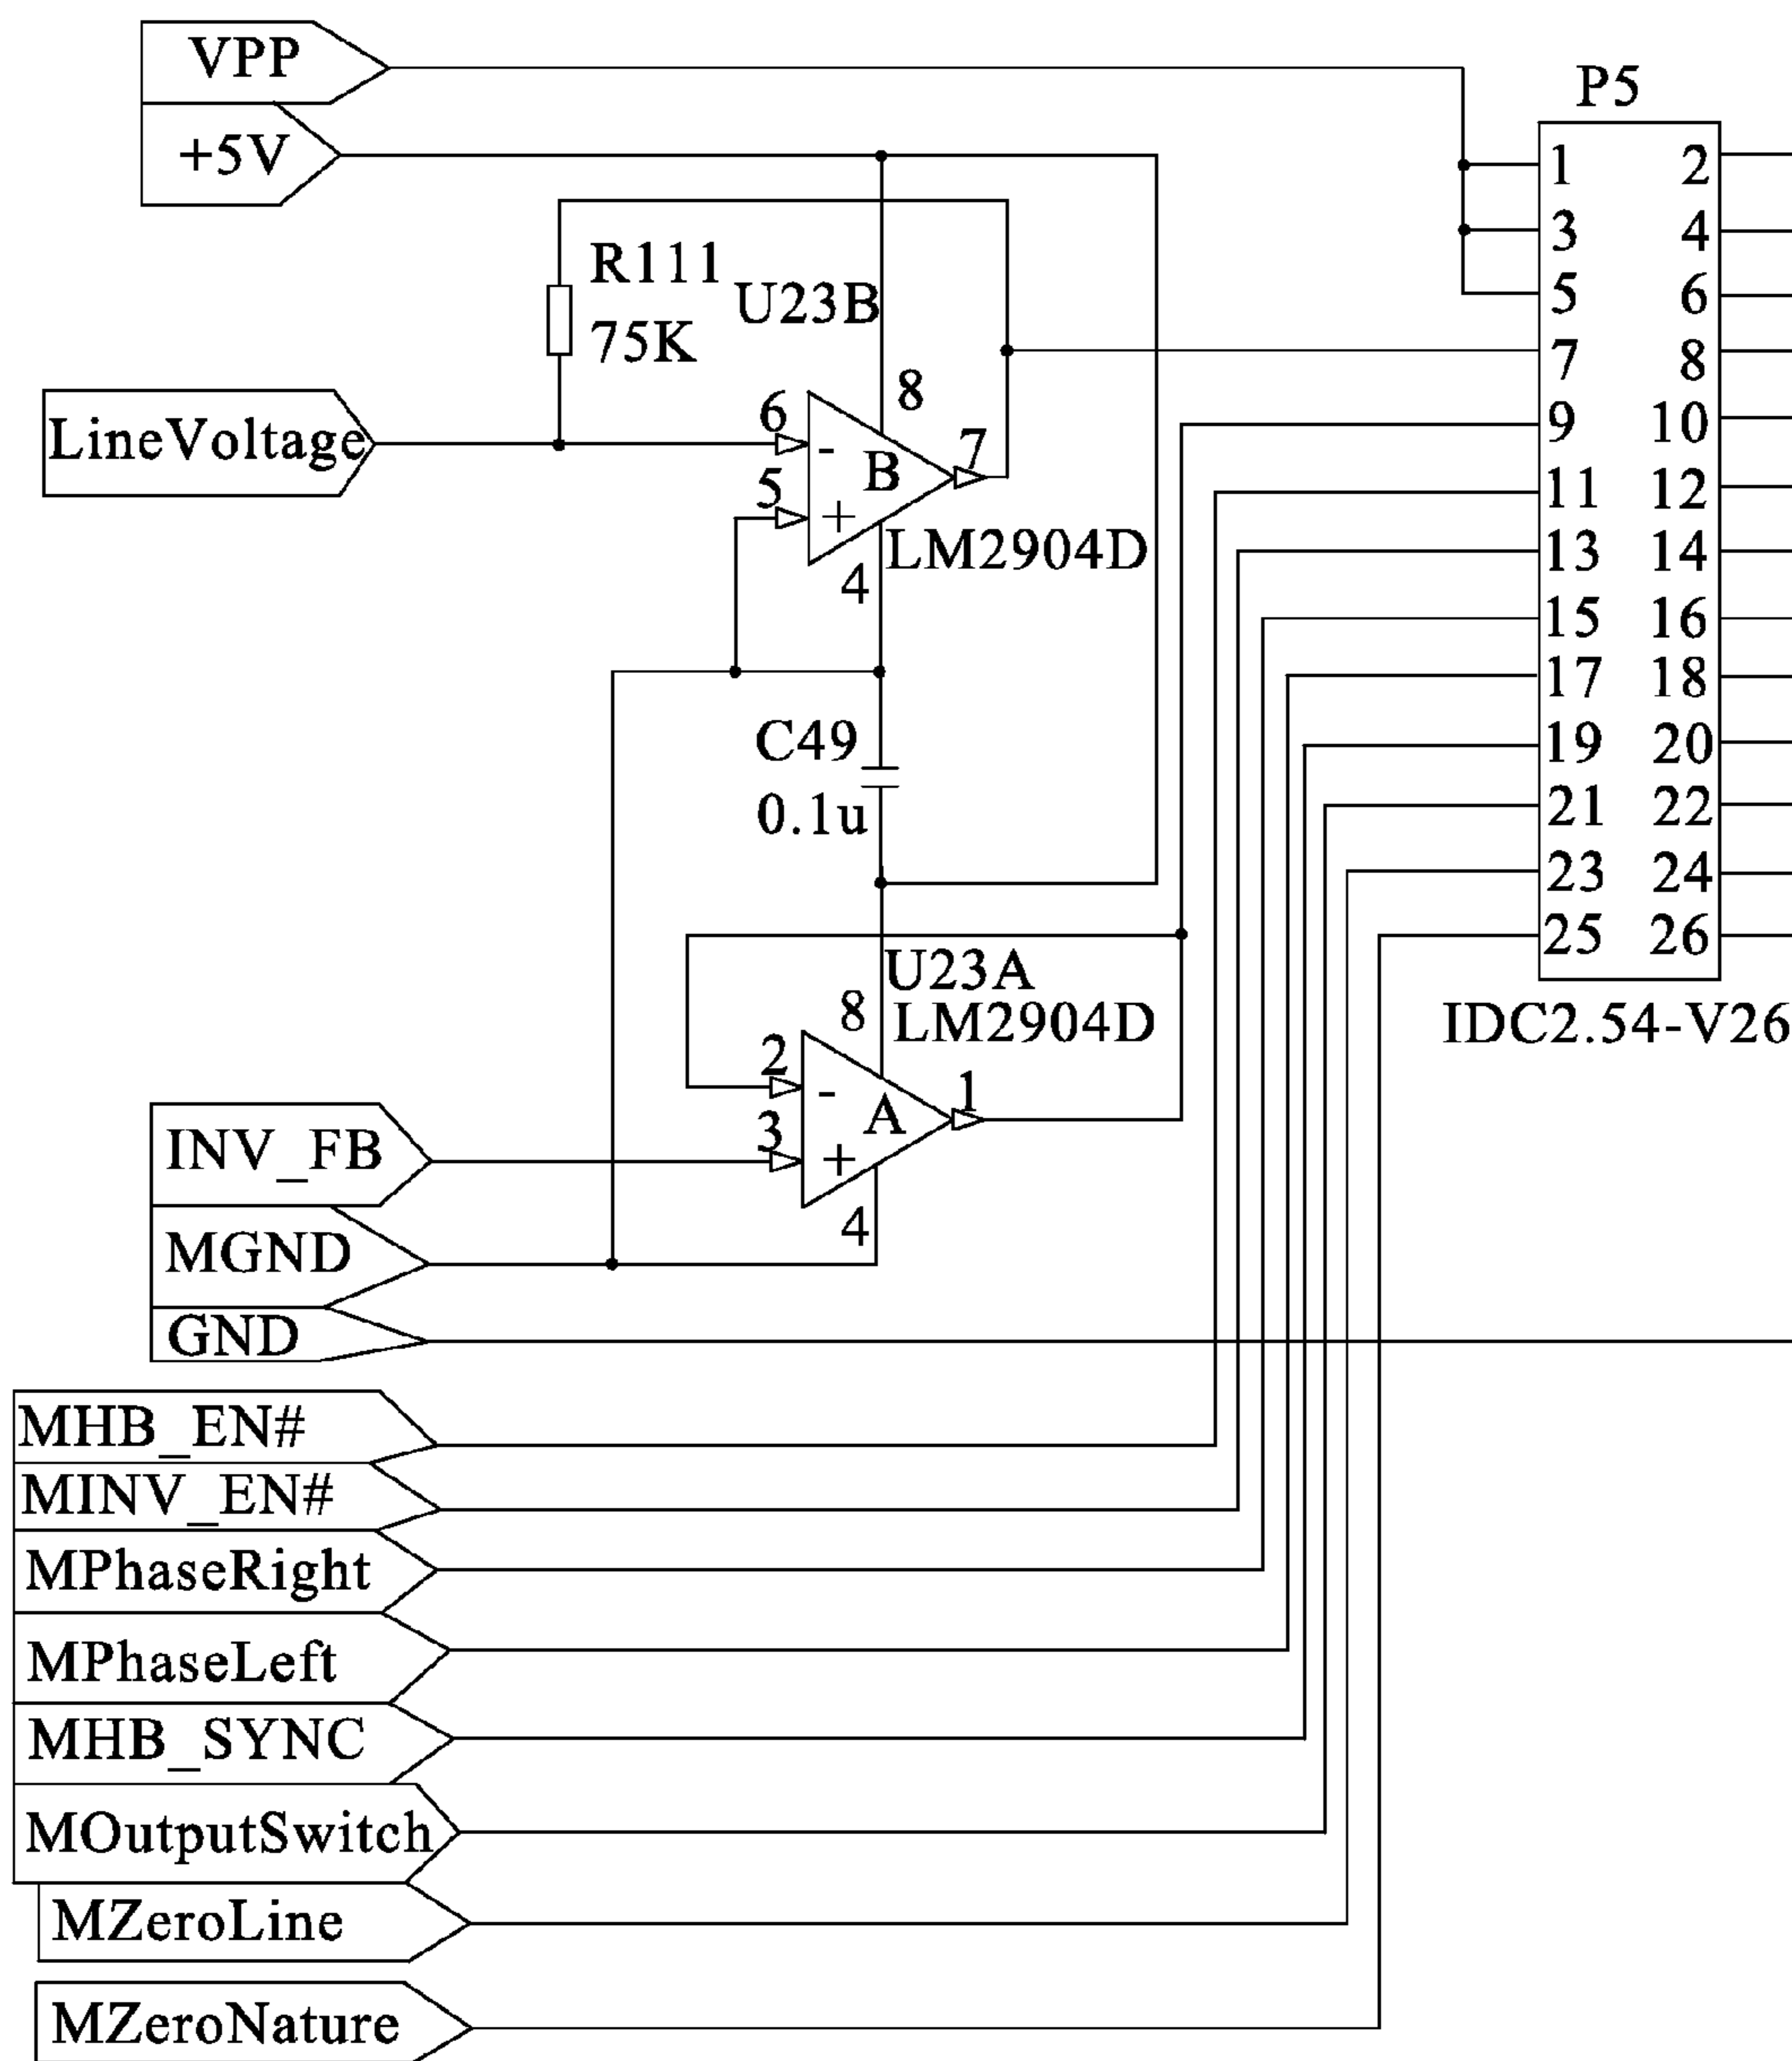 VPP
P5
+5V
1 2
3 4
5 6
7 8
9 10
11 12
13 14
15 16
17 18
19 20
21 22
23 24
25 26
IDC2.54-V26
R111
75K
U23B
LineVoltage
6
5
8
7
-
+
B
4
LM2904D
C49
0.1u
U23A
LM2904D
8
2
3
1
-
+
A
4
INV_FB
MGND
GND
MHB_EN#
MINV_EN#
MPhaseRight
MPhaseLeft
MHB_SYNC
MOutputSwitch
MZeroLine
MZeroNature